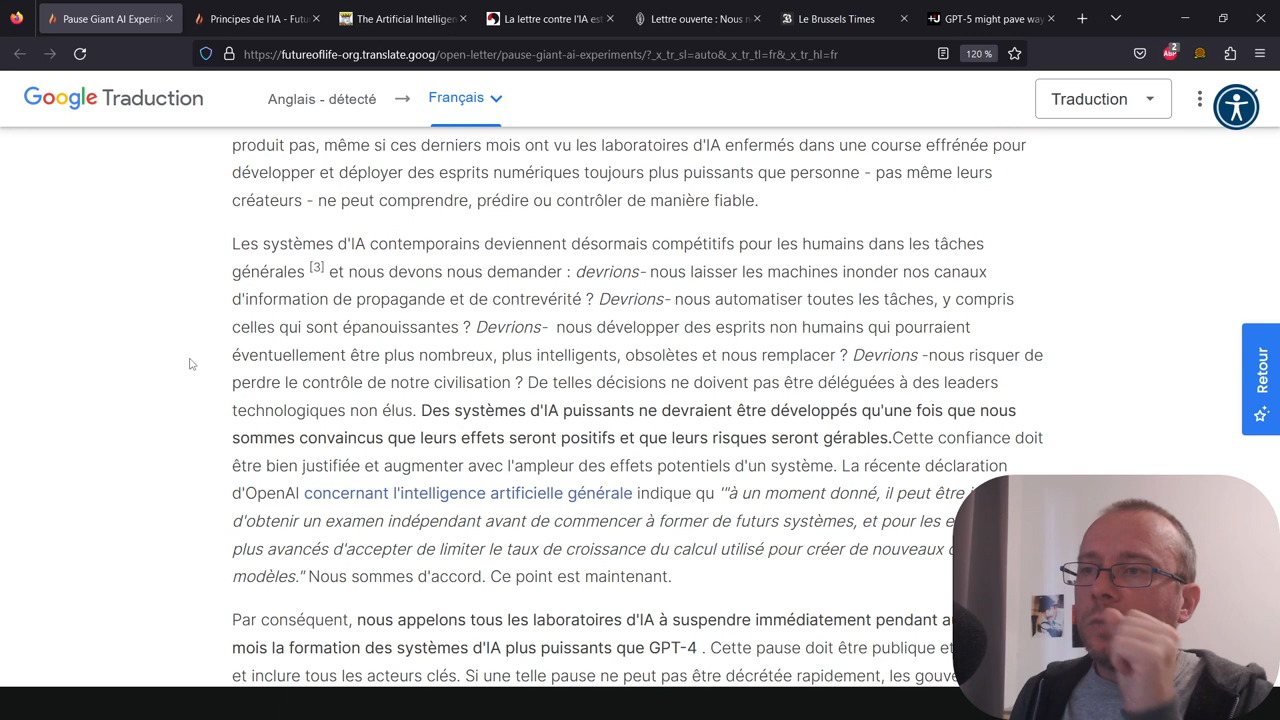 Pause Giant AI Experim
Principes de l'IA - Futu
The Artificial Intelligen
La lettre contre l'IA est
Lettre ouverte : Nous n
Le Brussels Times
GPT-5 might pave way
https://futureoflife-org.translate.goog/open-letter/pause-giant-ai-experiments/?_x_tr_sl=auto&_x_tr_tl=fr&_x_tr_hl=fr
120 %
ABP
2
Google Traduction
Anglais - détecté
Français
Traduction
produit pas, même si ces derniers mois ont vu les laboratoires d'IA enfermés dans une course effrénée pour
développer et déployer des esprits numériques toujours plus puissants que personne - pas même leurs
créateurs - ne peut comprendre, prédire ou contrôler de manière fiable.
Les systèmes d'IA contemporains deviennent désormais compétitifs pour les humains dans les tâches
générales [3] et nous devons nous demander : devrions- nous laisser les machines inonder nos canaux
d'information de propagande et de contrevérité ? Devrions- nous automatiser toutes les tâches, y compris
celles qui sont épanouissantes ? Devrions- nous développer des esprits non humains qui pourraient
éventuellement être plus nombreux, plus intelligents, obsolètes et nous remplacer ? Devrions -nous risquer de
perdre le contrôle de notre civilisation ? De telles décisions ne doivent pas être déléguées à des leaders
technologiques non élus. Des systèmes d'IA puissants ne devraient être développés qu'une fois que nous
sommes convaincus que leurs effets seront positifs et que leurs risques seront gérables.Cette confiance doit
être bien justifiée et augmenter avec l'ampleur des effets potentiels d'un système. La récente déclaration
d'OpenAI concernant l'intelligence artificielle générale indique qu '"à un moment donné, il peut être
d'obtenir un examen indépendant avant de commencer à former de futurs systèmes, et pour les e
plus avancés d'accepter de limiter le taux de croissance du calcul utilisé pour créer de nouveaux
modèles." Nous sommes d'accord. Ce point est maintenant.
Par conséquent, nous appelons tous les laboratoires d'IA à suspendre immédiatement pendant au
mois la formation des systèmes d'IA plus puissants que GPT-4 . Cette pause doit être publique et
et inclure tous les acteurs clés. Si une telle pause ne peut pas être décrétée rapidement, les gouve
Retour